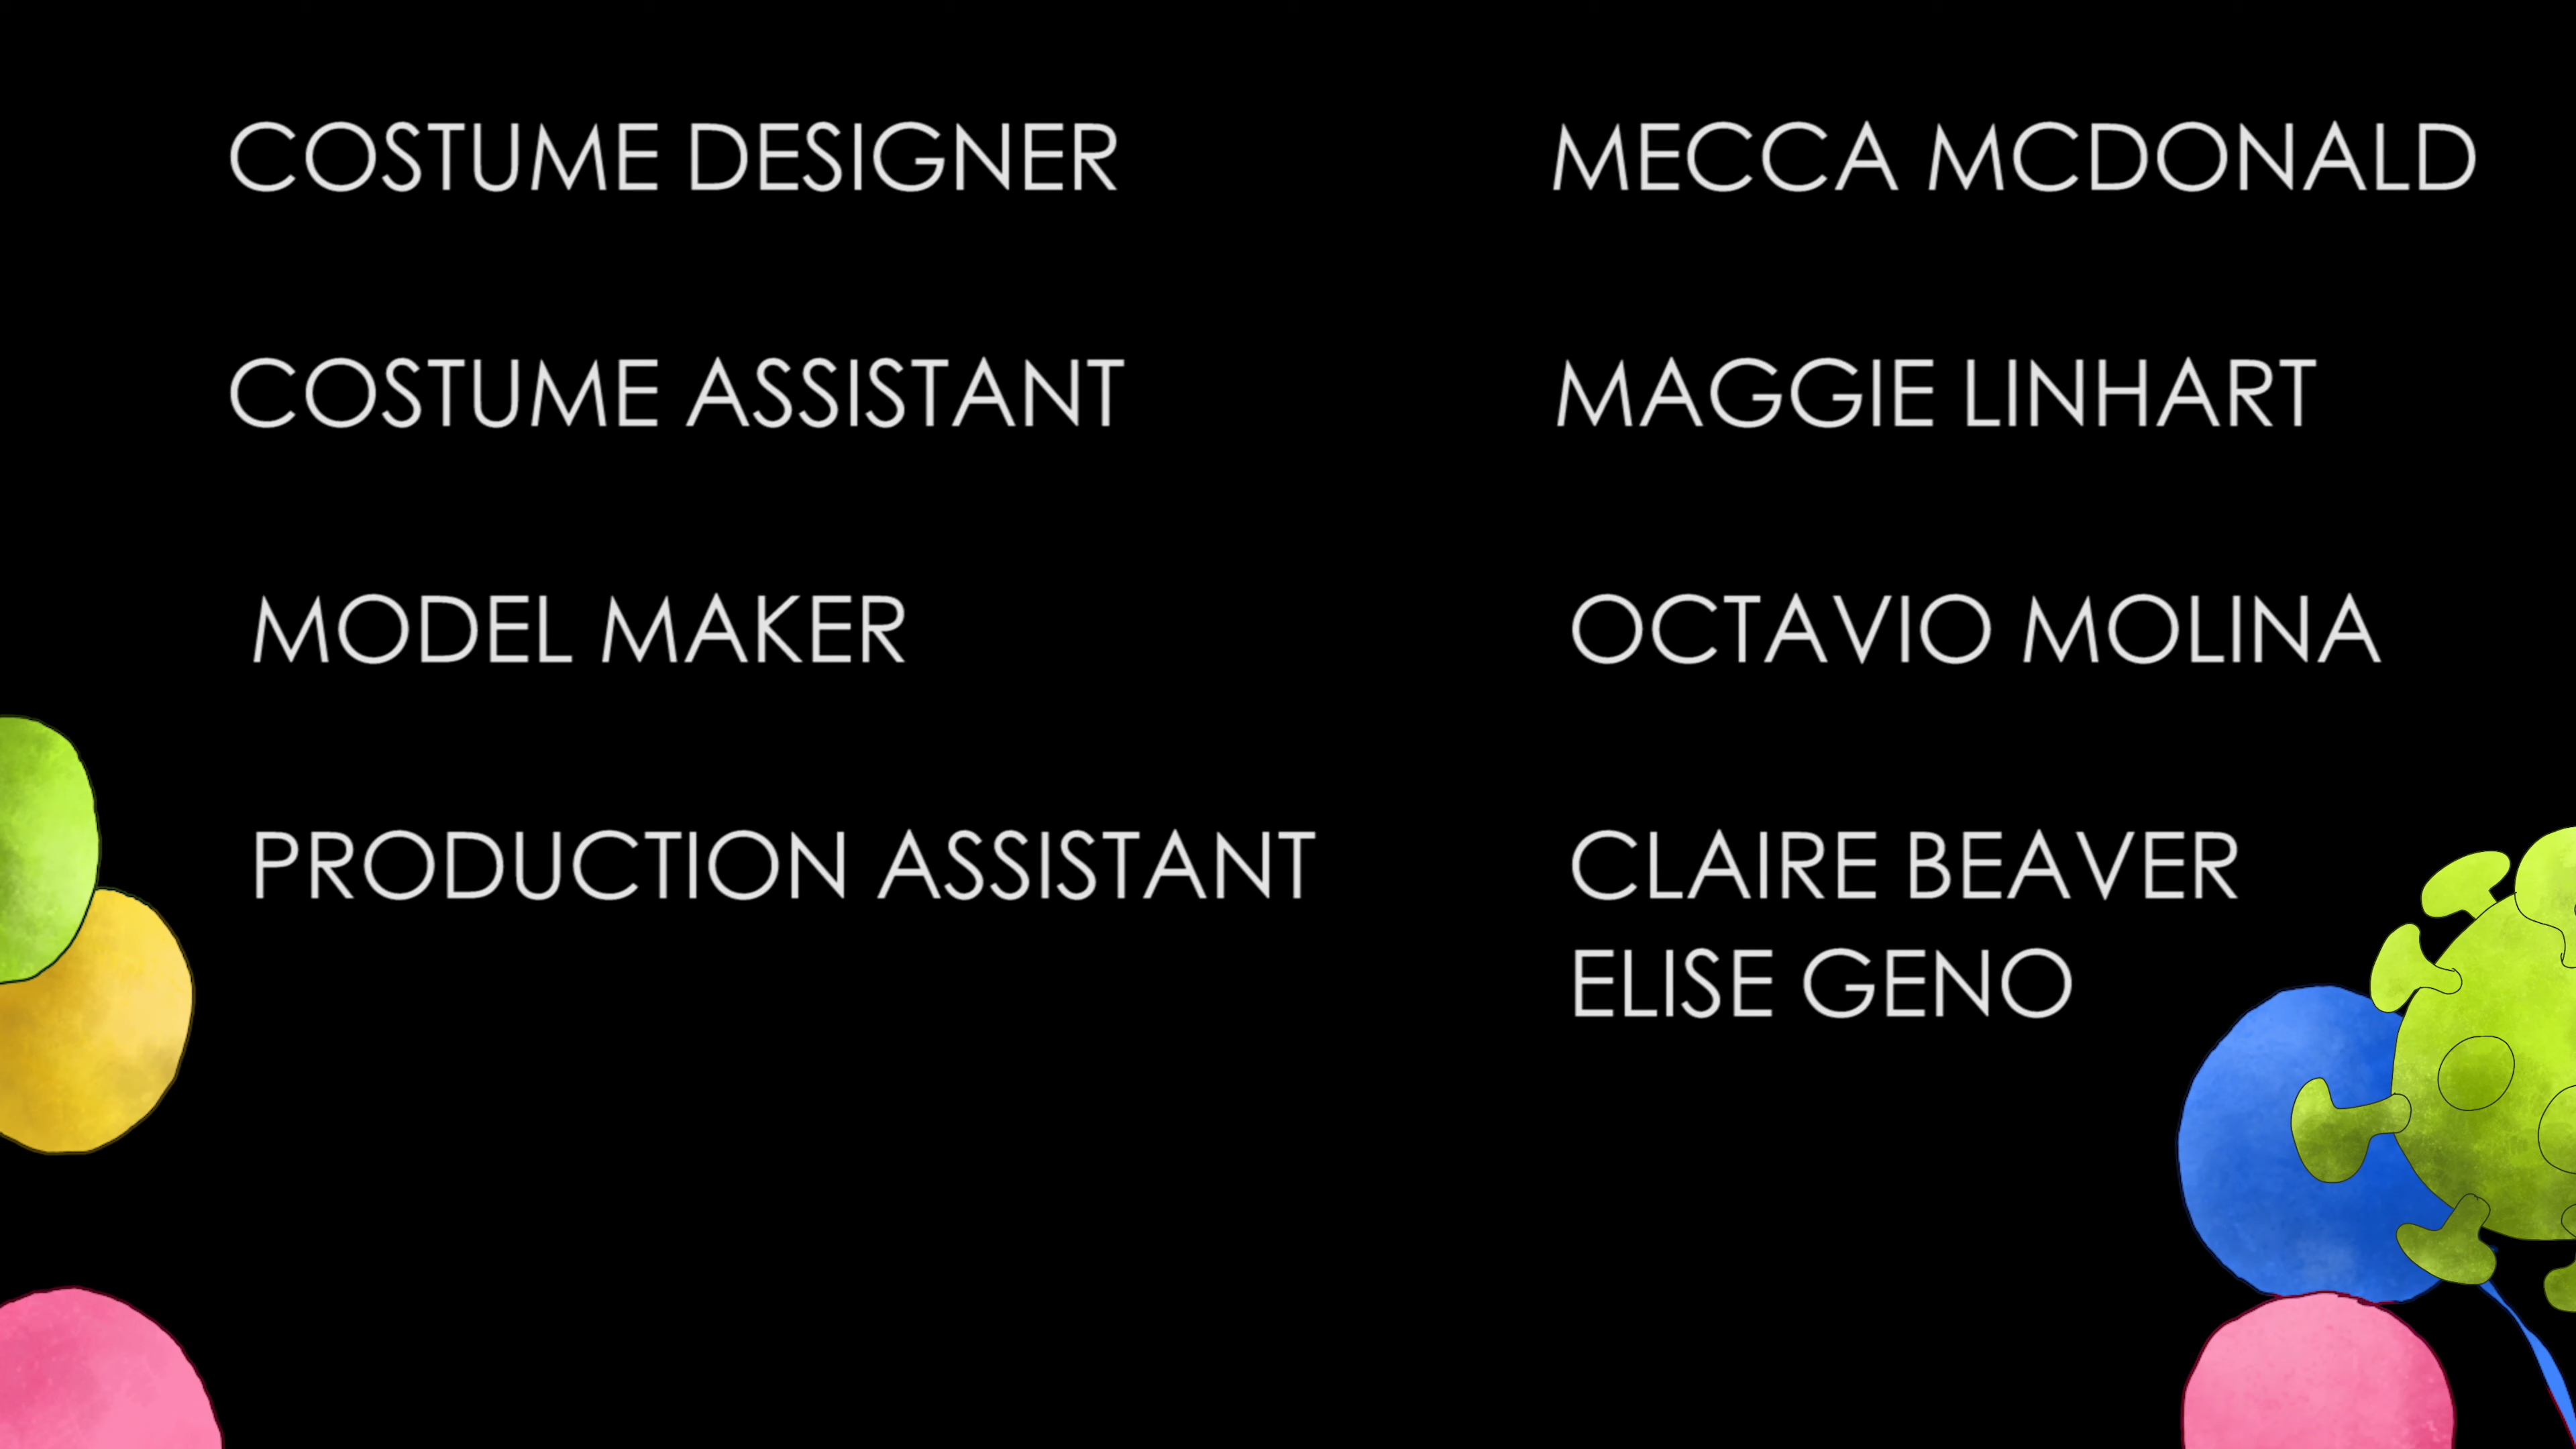 COSTUME DESIGNER MECCA MCDONALD
COSTUME ASSISTANT MAGGIE LINHART
MODEL MAKER OCTAVIO MOLINA
PRODUCTION ASSISTANT CLAIRE BEAVER
ELISE GENO